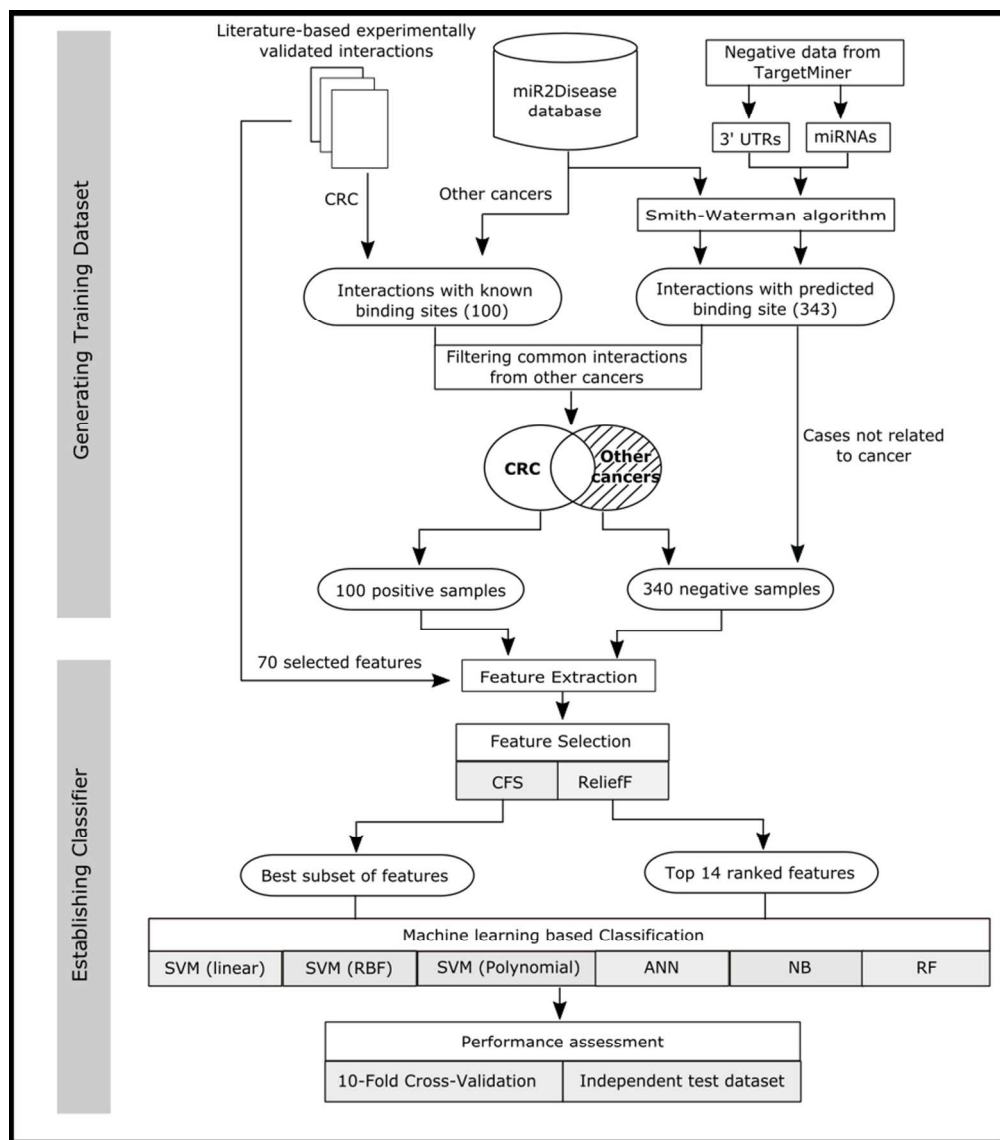 Literature-based experimentally
validated interactions
miR2Disease
database
Negative data from
TargetMiner
3' UTRs
miRNAs
CRC
Other cancers
Smith-Waterman algorithm
Interactions with known
binding sites (100)
Interactions with predicted
binding site (343)
Filtering common interactions
from other cancers
Generating Training Dataset
CRC
Other
cancers
Cases not related
to cancer
100 positive samples
340 negative samples
70 selected features
Feature Extraction
Feature Selection
CFS
ReliefF
Establishing Classifier
Best subset of features
Top 14 ranked features
Machine learning based Classification
SVM (linear)
SVM (RBF)
SVM (Polynomial)
ANN
NB
RF
Performance assessment
10-Fold Cross-Validation
Independent test dataset